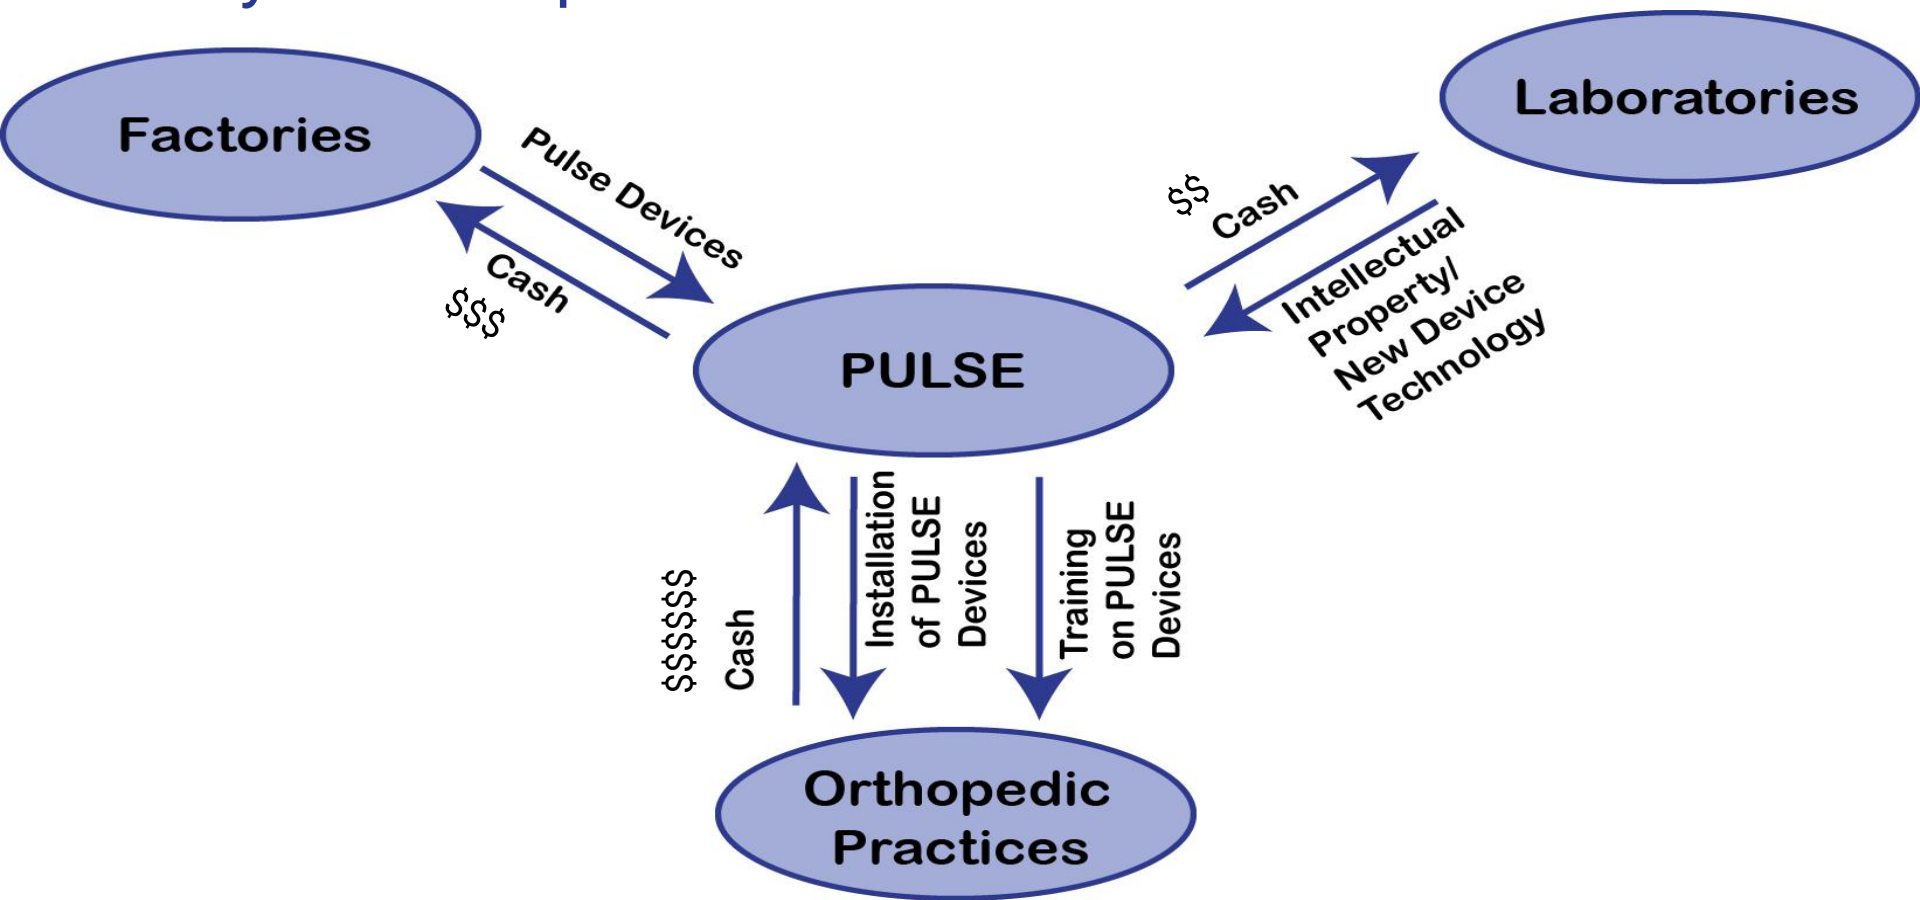 Factories
Laboratories
Pulse Devices
Cash
$$$
$$
Cash
Intellectual
Property/
New Device
Technology
PULSE
$$$$$$
Cash
Installation
of PULSE
Devices
Training
on PULSE
Devices
Orthopedic
Practices